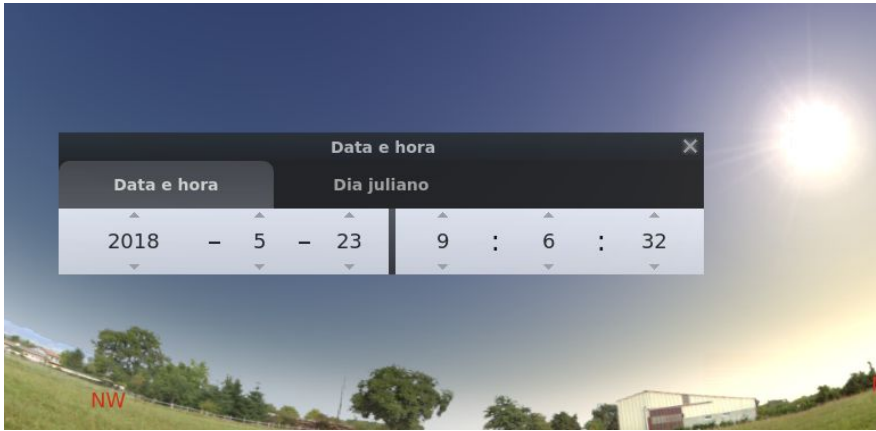 Data e hora
Data e hora Dia juliano
2018 – 5 – 23 9 : 6 : 32
NW